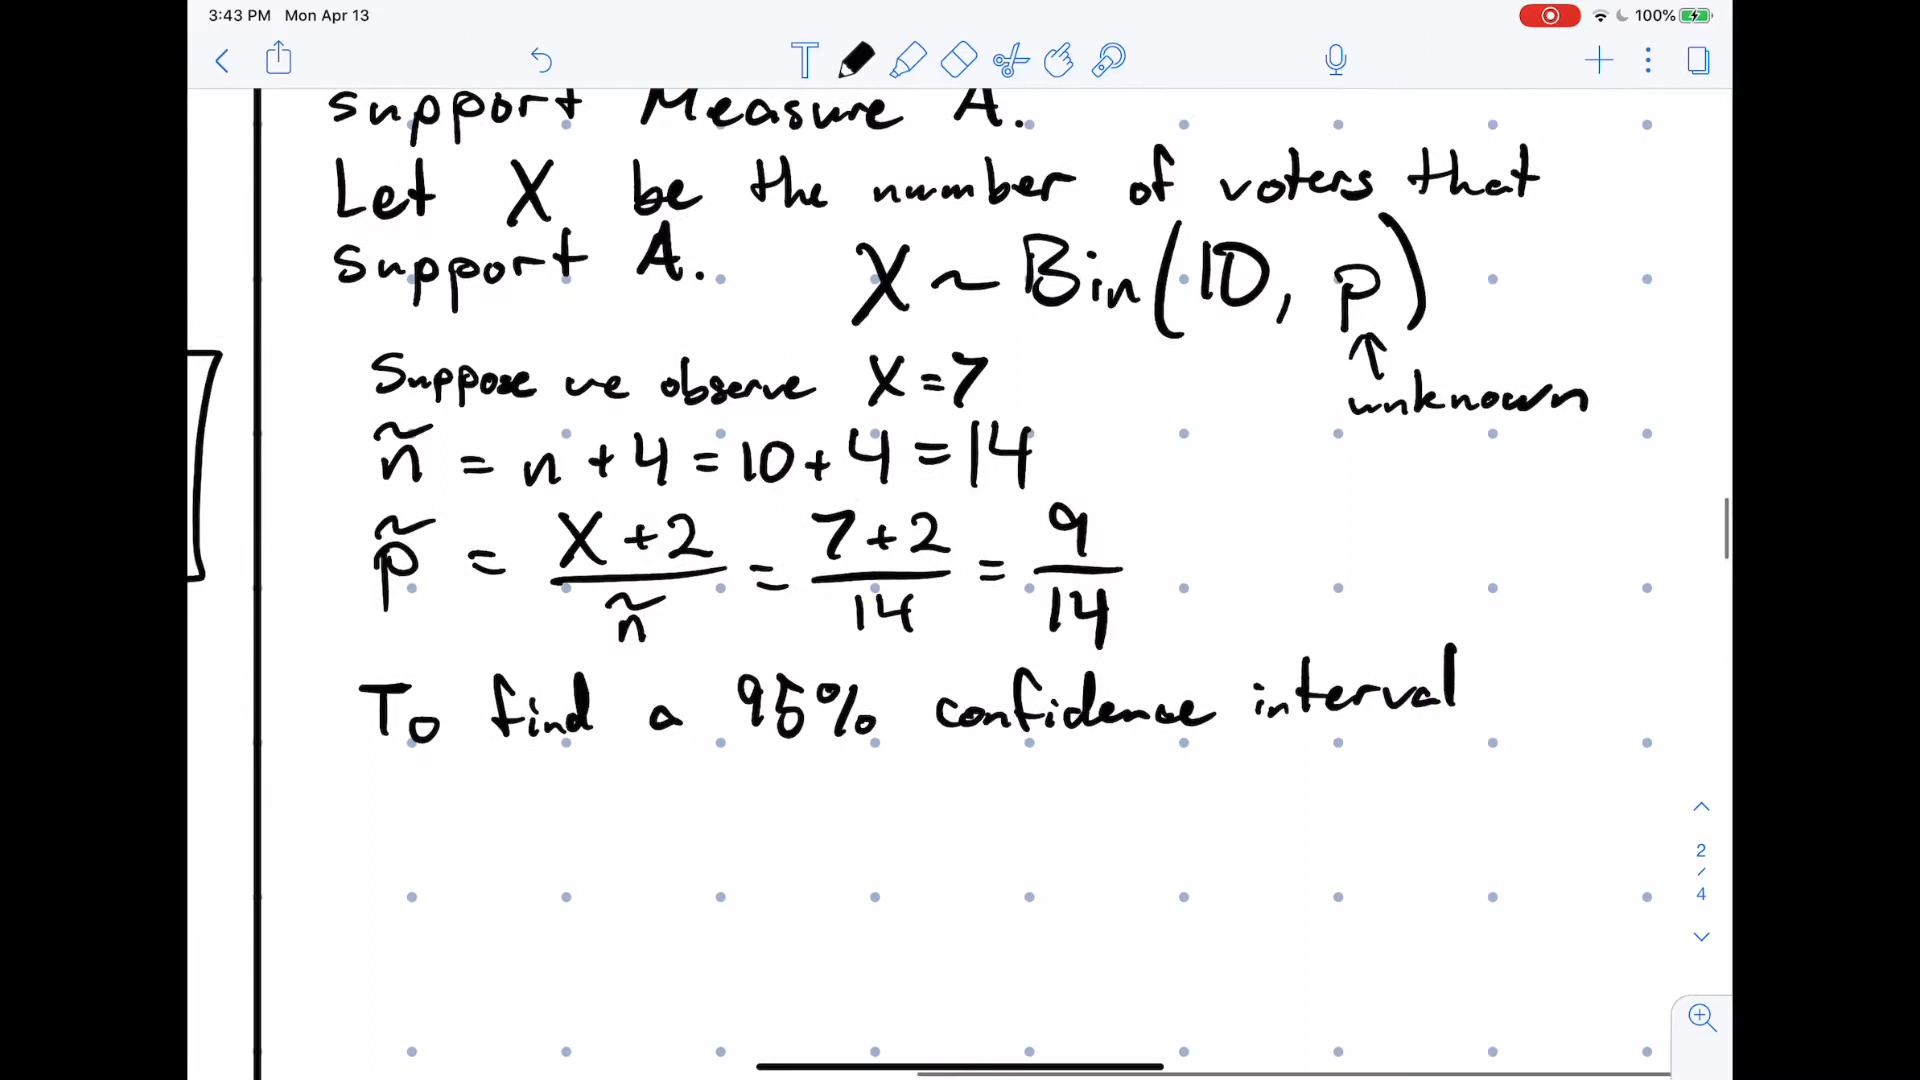 3:43 PM Mon Apr 13
100%
support Measure A.
Let X be the number of voters that
support A. X ~ Bin(10, p)
↑
unknown
Suppose we observe X = 7
ñ = n + 4 = 10 + 4 = 14
p̃ = (X + 2)/ñ = (7 + 2)/14 = 9/14
To find a 95% confidence interval
2
/
4